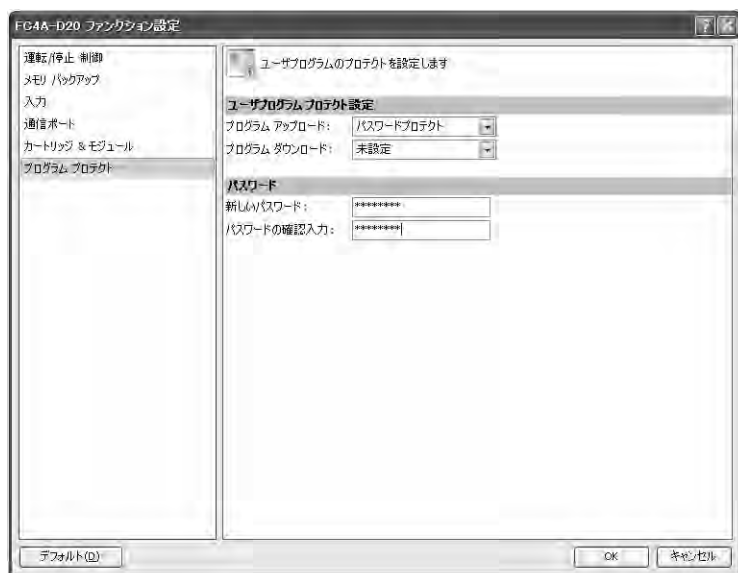 FC4A-D20 ファンクション設定
運転/停止 制御
メモリ バックアップ
入力
通信ポート
カートリッジ & モジュール
プログラム プロテクト
ユーザプログラムのプロテクトを設定します
ユーザプログラム プロテクト設定
プログラム アップロード： パスワードプロテクト
プログラム ダウンロード： 未設定
パスワード
新しいパスワード： ********
パスワードの確認入力： ********
デフォルト(D)
OK
キャンセル